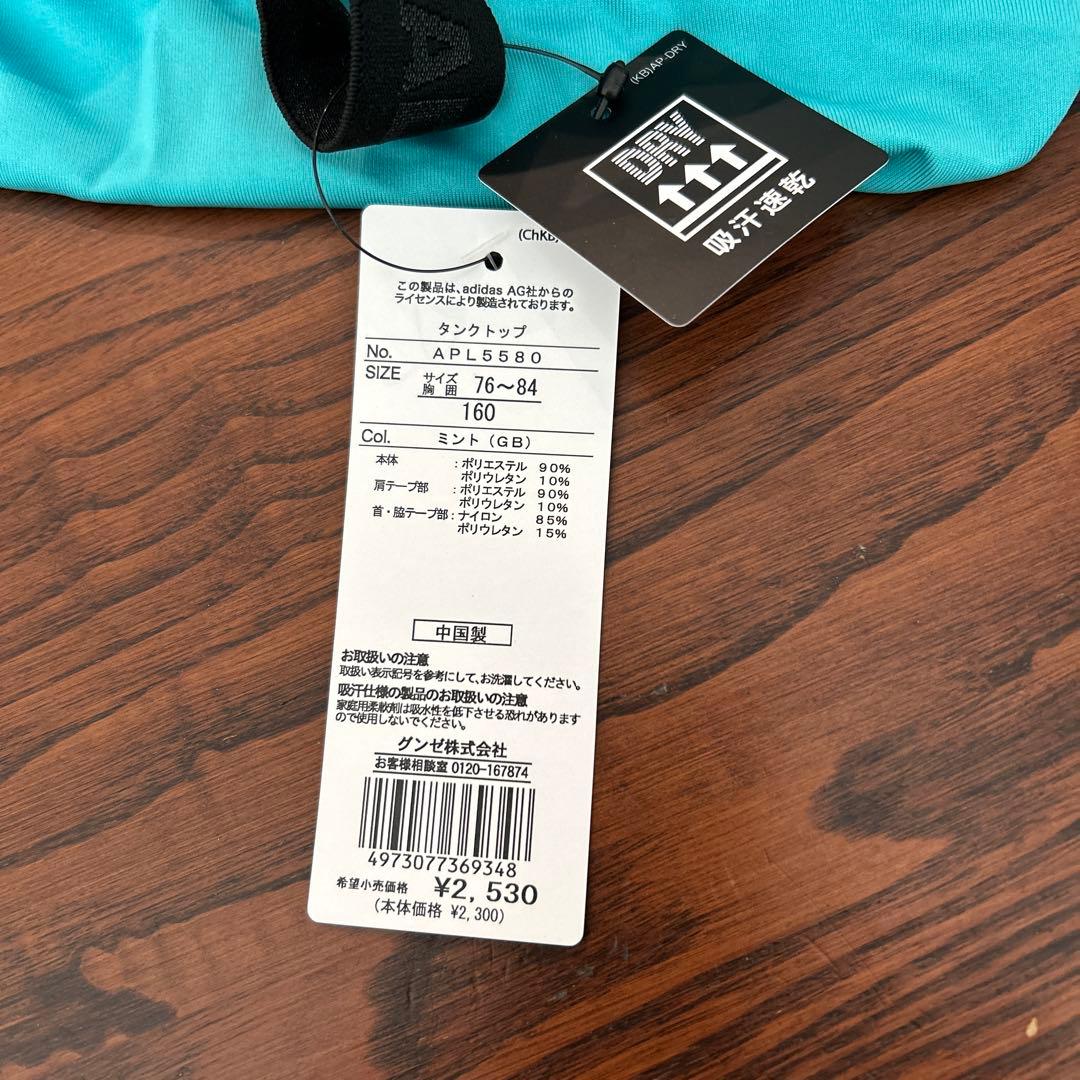 A
(KB)AP-DRY
DRY
吸汗速乾
(ChKB)
この製品は、adidas AG社からの
ライセンスにより製造されております。
タンクトップ
No. APL5580
SIZE サイズ
胸囲 76〜84
160
Col. ミント(GB)
本体 :ポリエステル 90%
ポリウレタン 10%
肩テープ部 :ポリエステル 90%
ポリウレタン 10%
首・脇テープ部:ナイロン 85%
ポリウレタン 15%
中国製
お取扱いの注意
取扱い表示記号を参考にして、お洗濯してください。
吸汗仕様の製品のお取扱いの注意
家庭用柔軟剤は吸水性を低下させる恐れがあります
ので使用しないでください。
グンゼ株式会社
お客様相談室 0120-167874
4973077369348
希望小売価格 ¥2,530
(本体価格 ¥2,300)